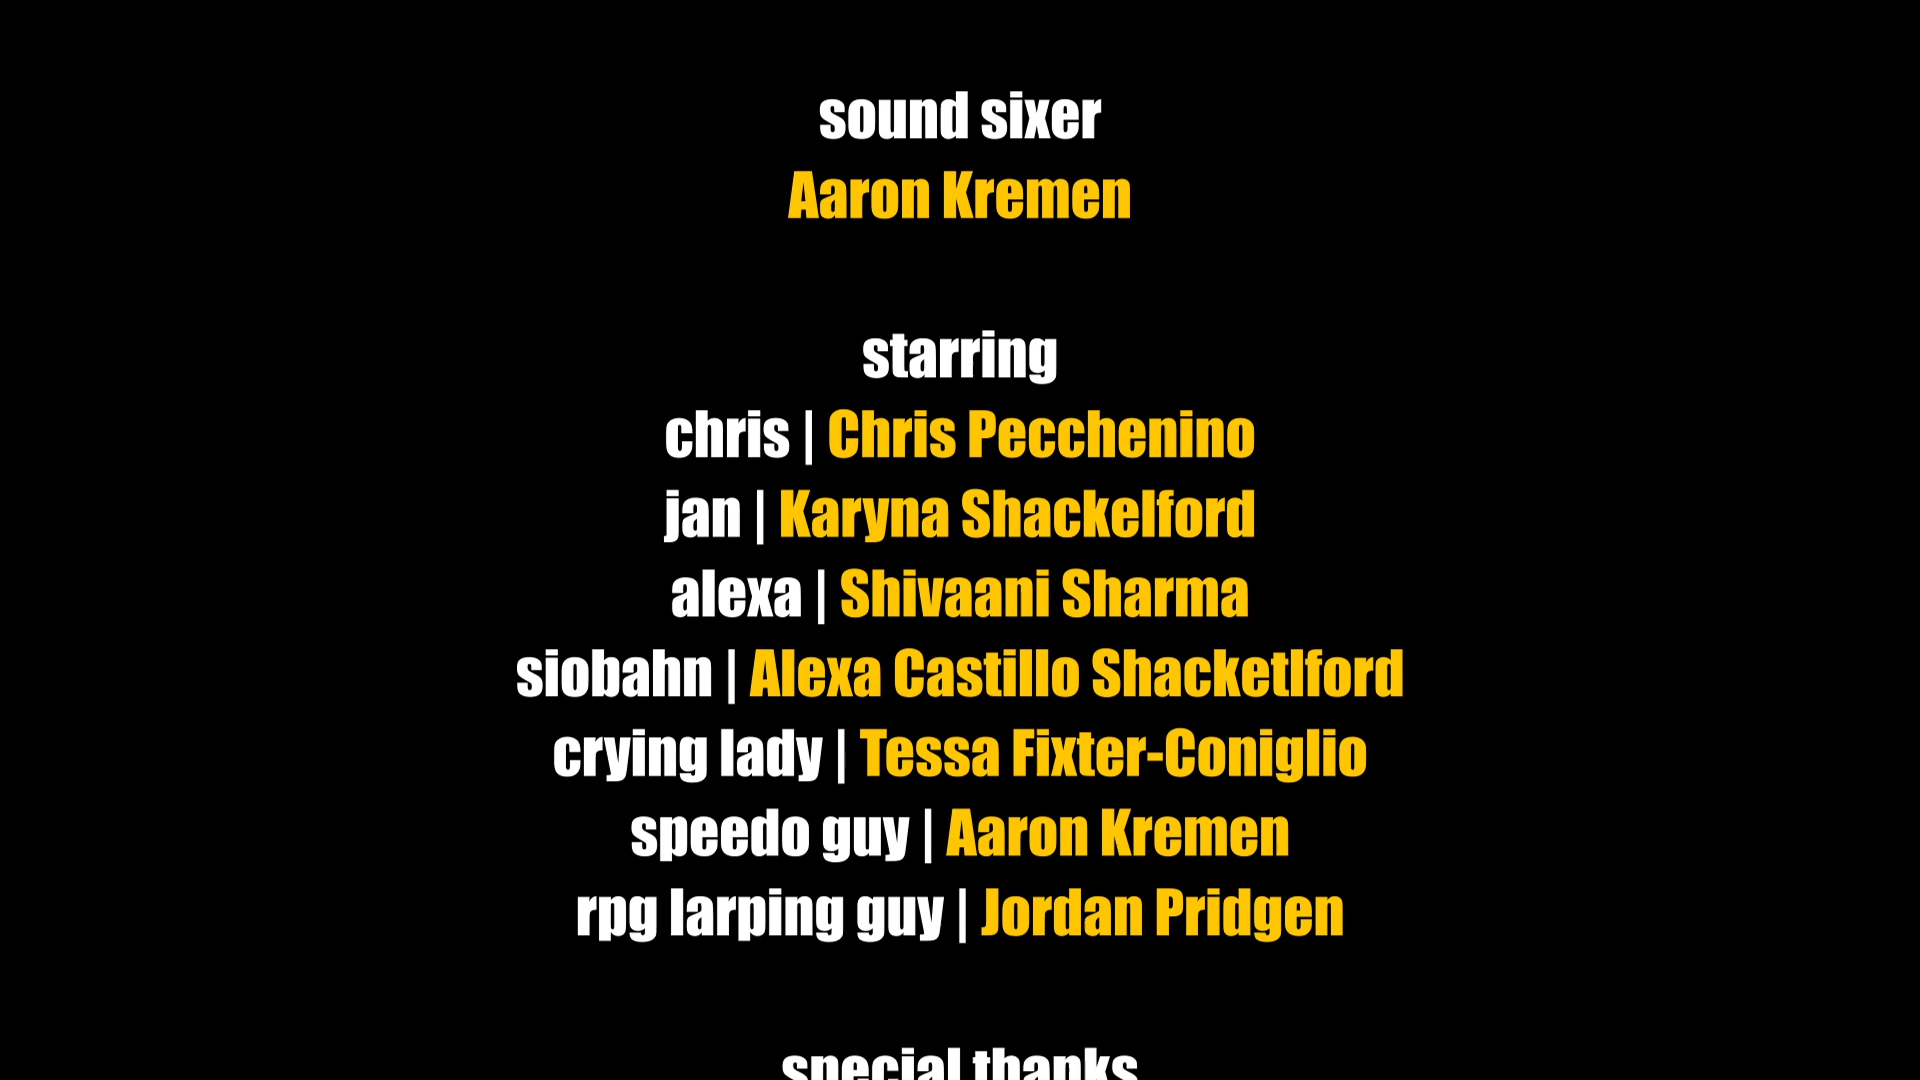 sound sixer
Aaron Kremen
starring
chris | Chris Pecchenino
jan | Karyna Shackelford
alexa | Shivaani Sharma
siobahn | Alexa Castillo Shacketlford
crying lady | Tessa Fixter-Coniglio
speedo guy | Aaron Kremen
rpg larping guy | Jordan Pridgen
special thanks